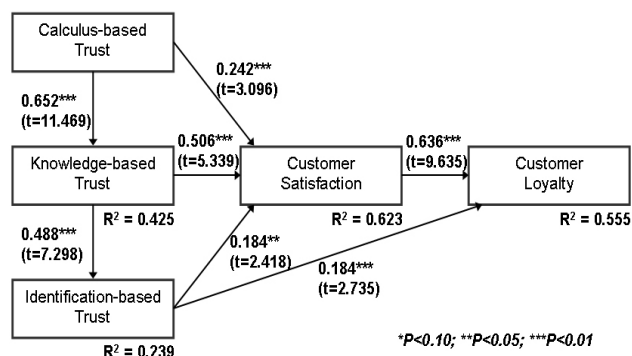 Calculus-based
Trust
0.242***
(t=3.096)
0.652***
(t=11.469)
0.506***
(t=5.339)
0.636***
(t=9.635)
Knowledge-based
Trust
Customer
Satisfaction
Customer
Loyalty
R² = 0.425
R² = 0.623
R² = 0.555
0.488***
(t=7.298)
0.184**
(t=2.418)
0.184***
(t=2.735)
Identification-based
Trust
R² = 0.239
*P<0.10; **P<0.05; ***P<0.01